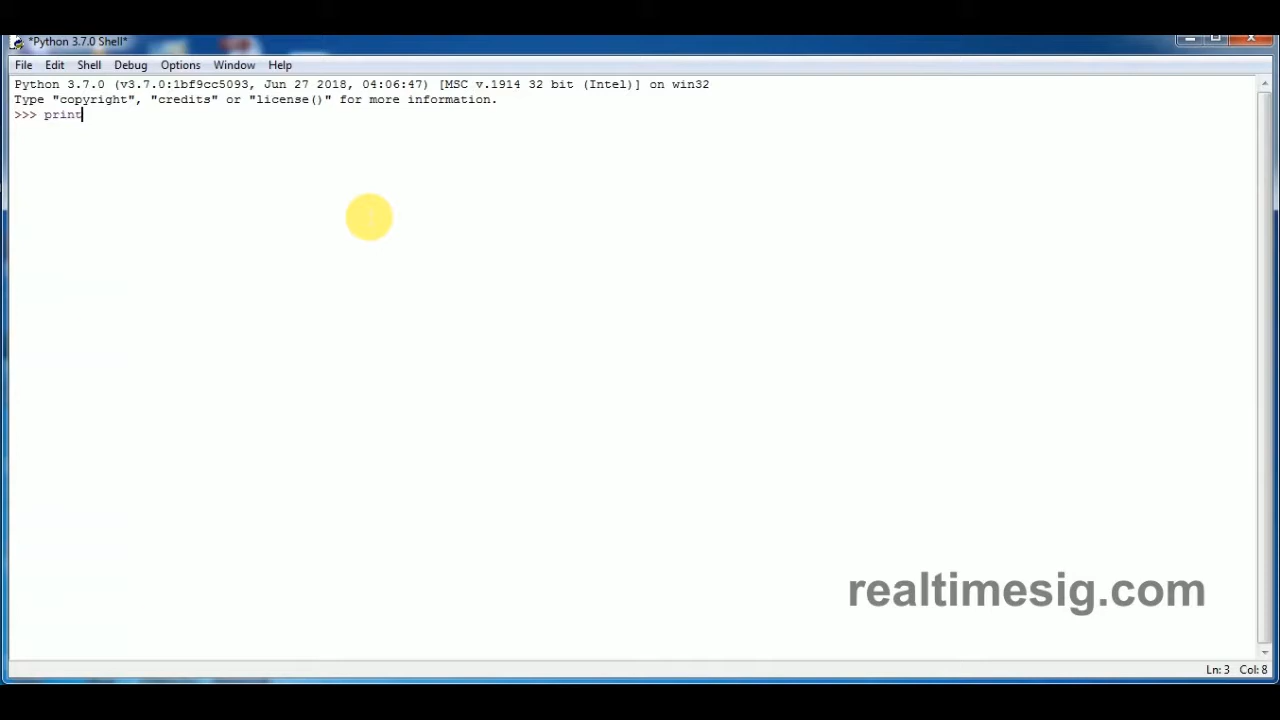 *Python 3.7.0 Shell*
File Edit Shell Debug Options Window Help
Python 3.7.0 (v3.7.0:1bf9cc5093, Jun 27 2018, 04:06:47) [MSC v.1914 32 bit (Intel)] on win32
Type "copyright", "credits" or "license()" for more information.
>>> print
realtimesig.com
Ln: 3 Col: 8